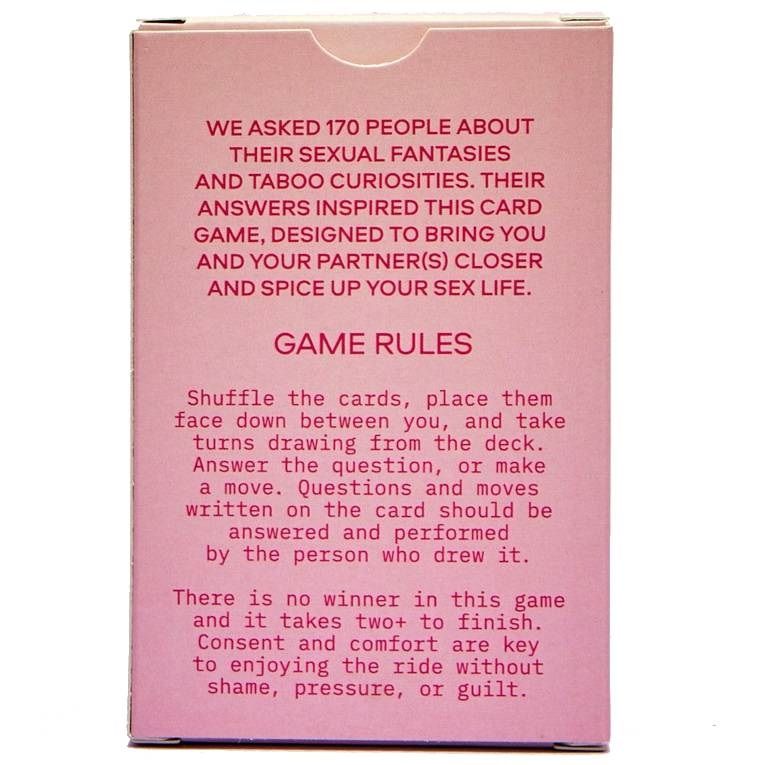 WE ASKED 170 PEOPLE ABOUT
THEIR SEXUAL FANTASIES
AND TABOO CURIOSITIES. THEIR
ANSWERS INSPIRED THIS CARD
GAME, DESIGNED TO BRING YOU
AND YOUR PARTNER(S) CLOSER
AND SPICE UP YOUR SEX LIFE.
GAME RULES
Shuffle the cards, place them
face down between you, and take
turns drawing from the deck.
Answer the question, or make
a move. Questions and moves
written on the card should be
answered and performed
by the person who drew it.
There is no winner in this game
and it takes two+ to finish.
Consent and comfort are key
to enjoying the ride without
shame, pressure, or guilt.